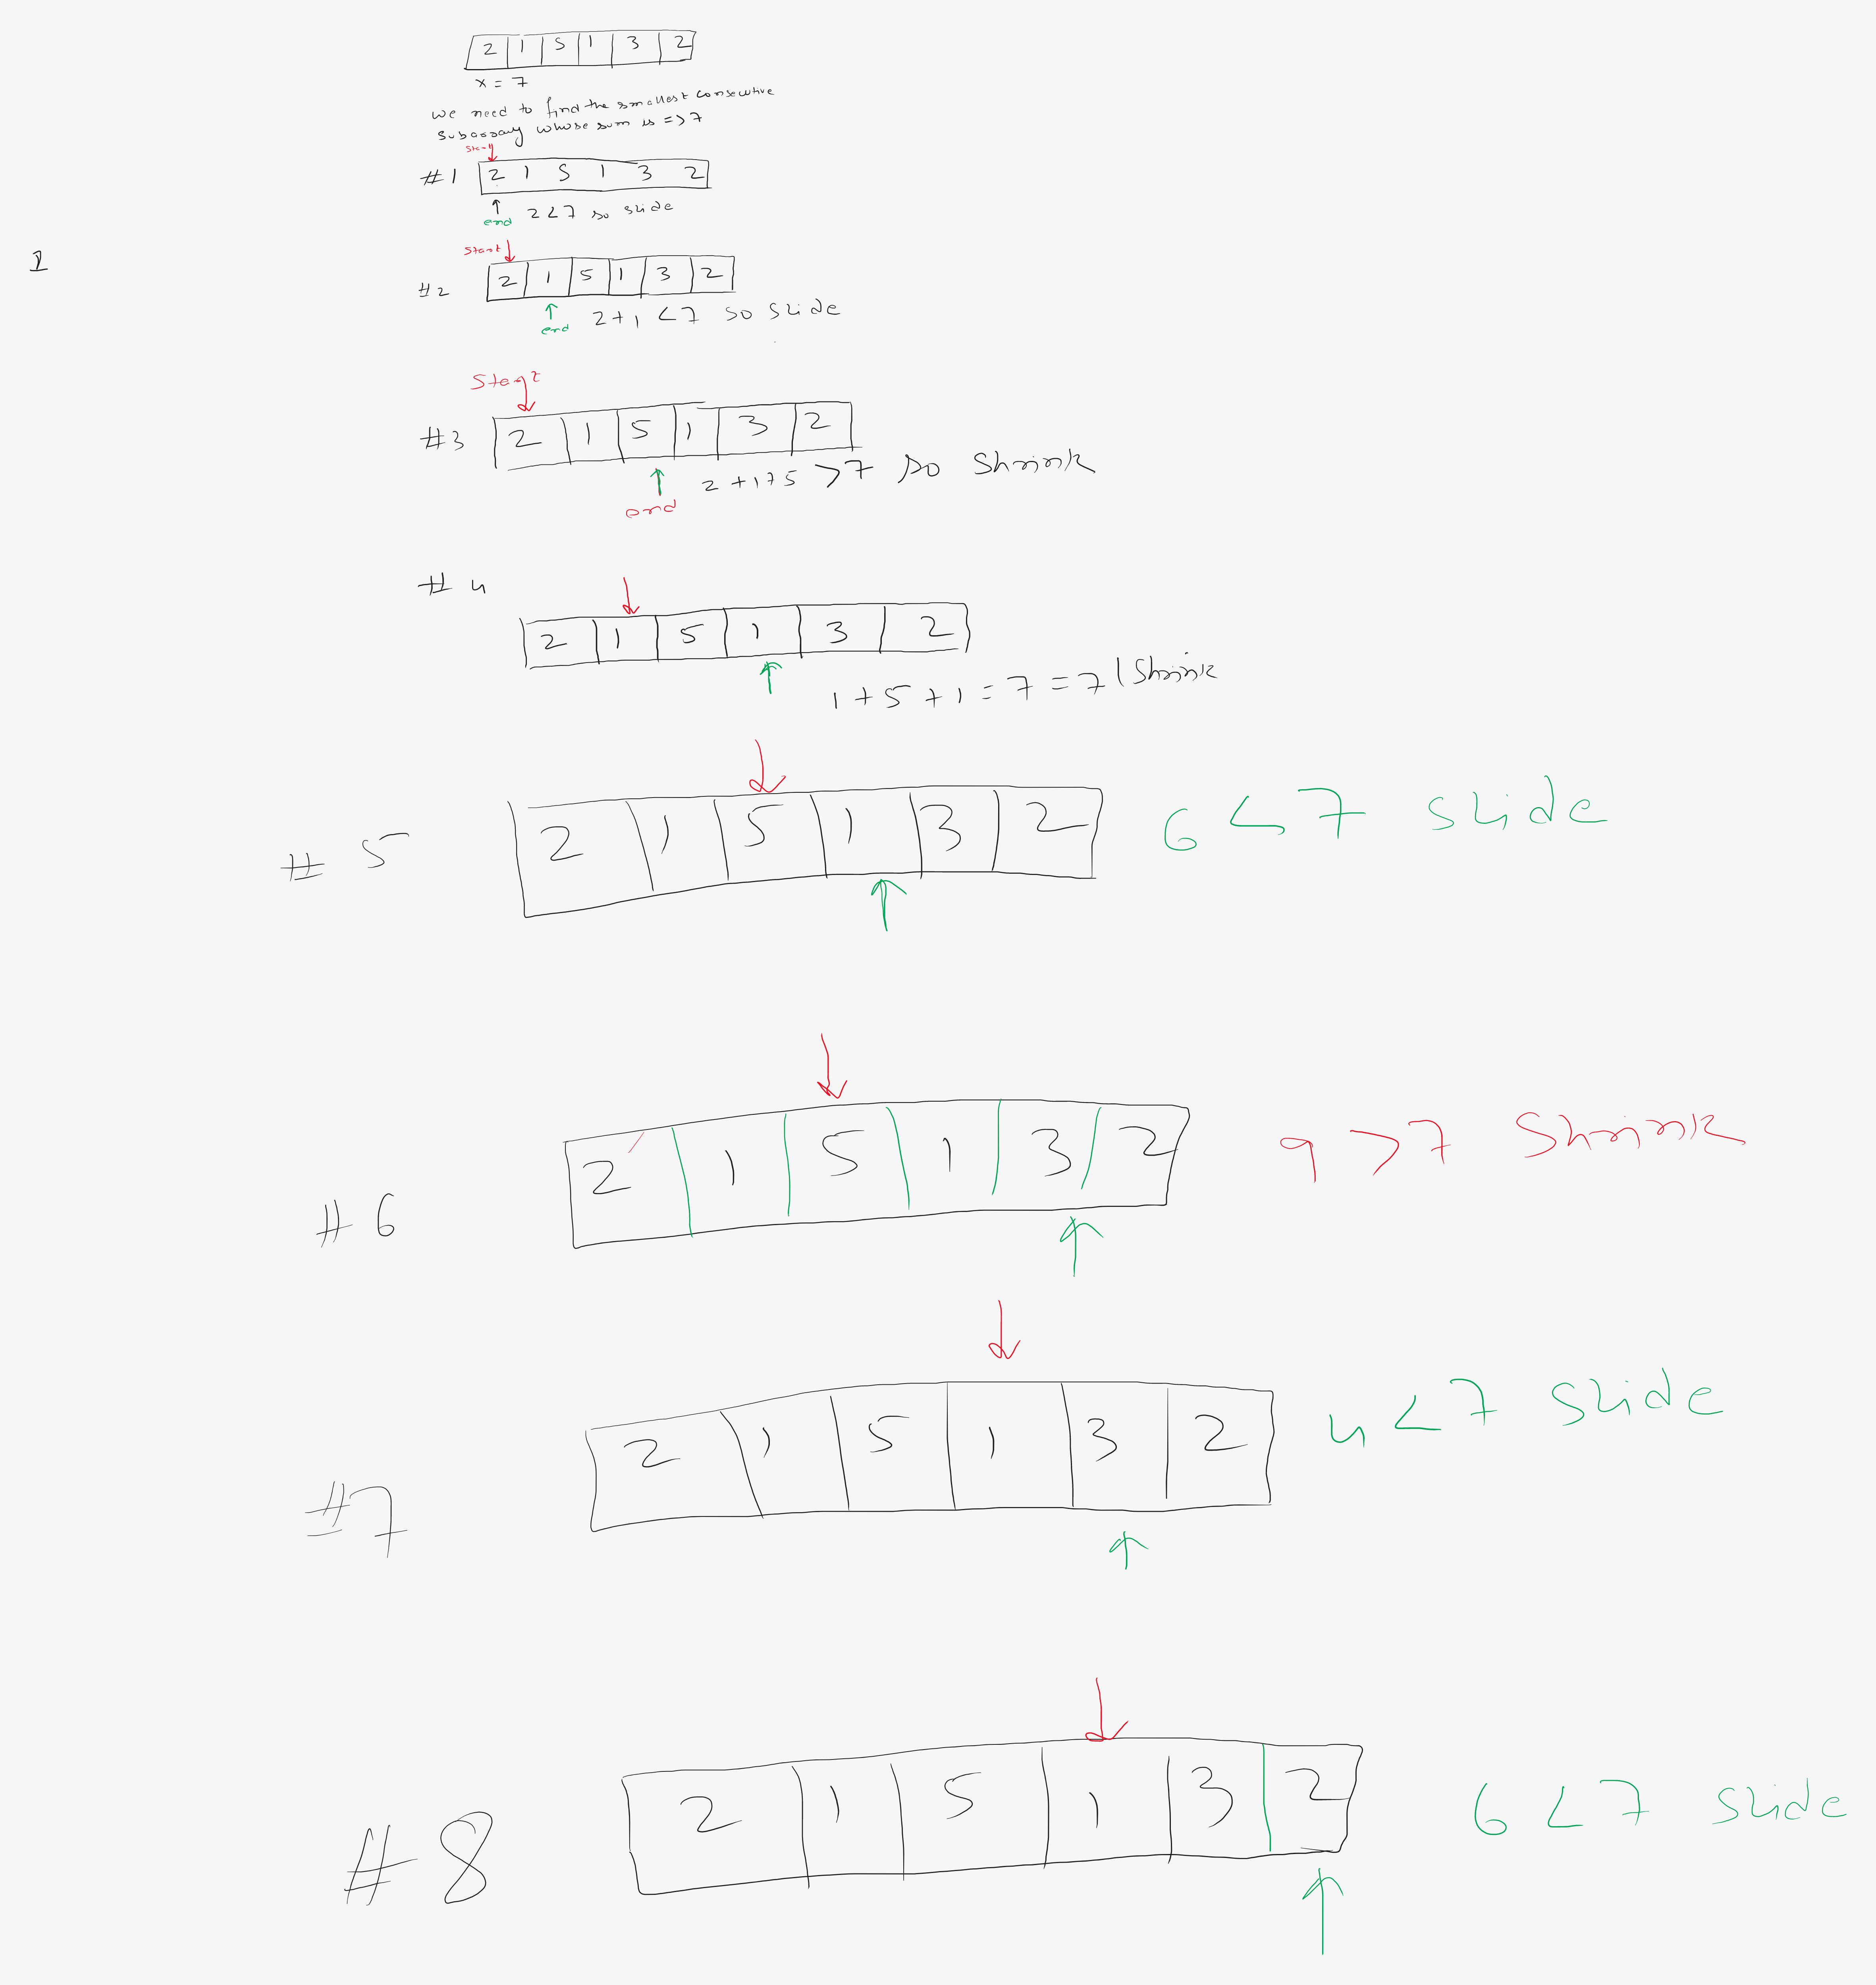 2 1 5 1 3 2
x = 7
we need to find the smallest consecutive
subarray whose sum is => 7
Start
#1 2 1 5 1 3 2
end 2<7 so slide
1
Start
#2 2 1 5 1 3 2
end 2+1 <7 so slide
Start
#3 2 1 5 1 3 2
2+1+5 >7 so shrink
end
#4
2 1 5 1 3 2
1+5+1=7=7 | Shrink
#5 2 1 5 1 3 2 6<7 slide
#6 2 1 5 1 3 2 9>7 Shrink
#7 2 1 5 1 3 2 4<7 slide
#8 2 1 5 1 3 2 6<7 slide